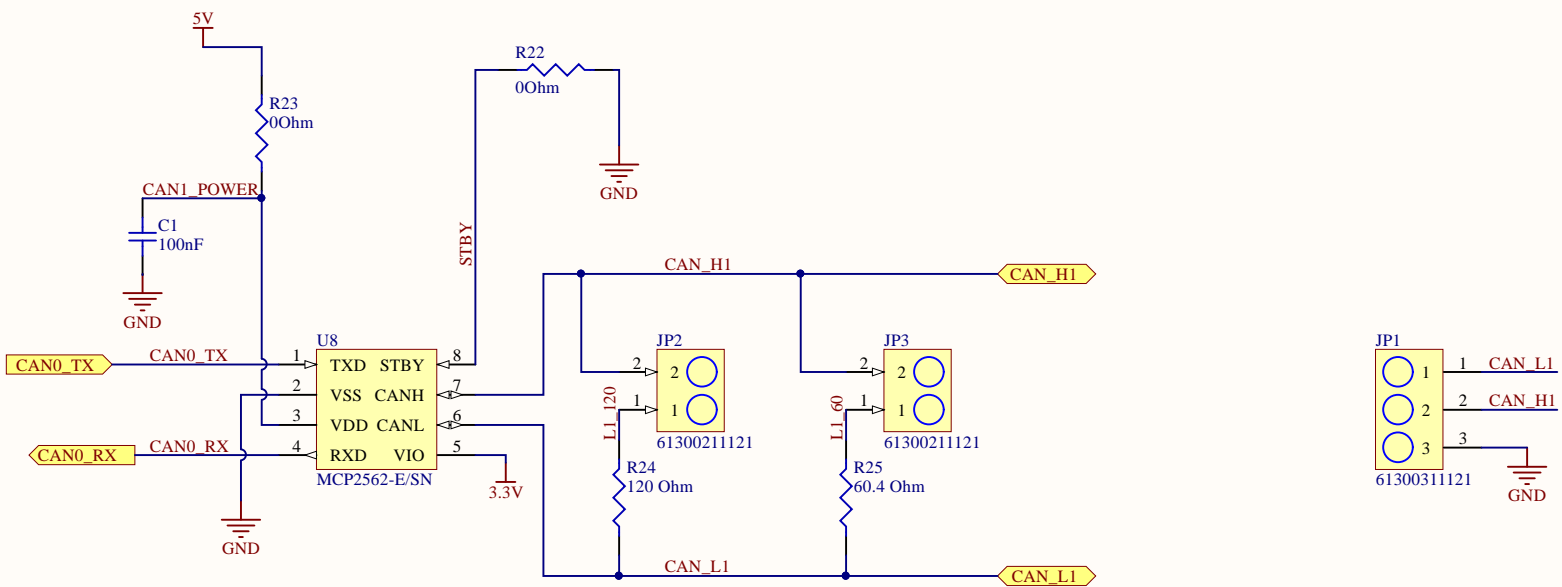 5V
R22
0Ohm
R23
0Ohm
GND
CAN1_POWER
C1
100nF
STBY
GND
CAN_H1
CAN_H1
U8
JP2
JP3
JP1
CAN0_TX
CAN0_TX
1
TXD
STBY
8
2
2
2
2
1
1
CAN_L1
2
VSS
CANH
7
L1_120
1
1
L1_60
1
1
2
2
CAN_H1
3
VDD
CANL
6
61300211121
61300211121
3
3
CAN0_RX
CAN0_RX
4
RXD
VIO
5
MCP2562-E/SN
3.3V
R24
120 Ohm
R25
60.4 Ohm
61300311121
GND
GND
CAN_L1
CAN_L1